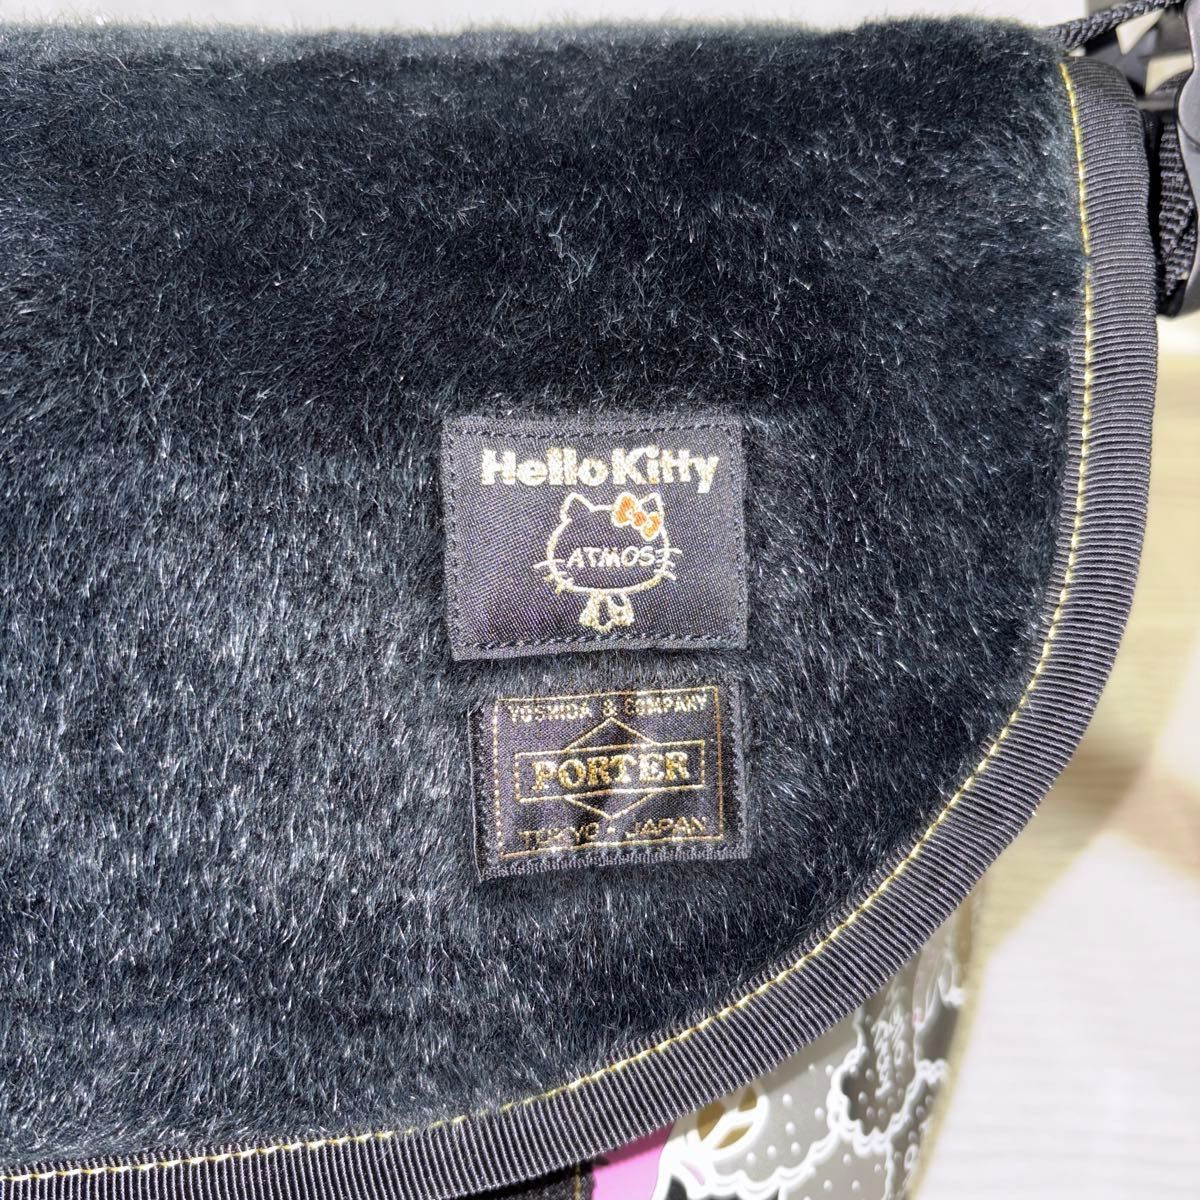 HelloKitty
ATMOS
YOSHIDA & COMPANY
PORTER
TOKYO · JAPAN